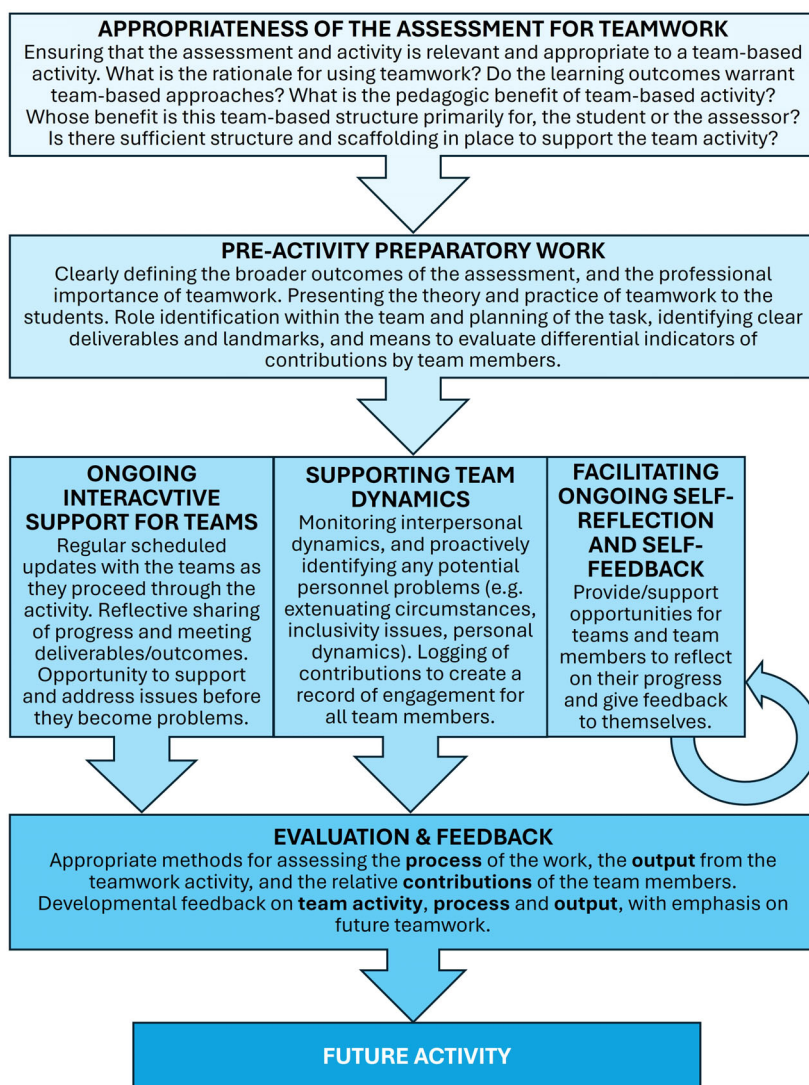 APPROPRIATENESS OF THE ASSESSMENT FOR TEAMWORK
Ensuring that the assessment and activity is relevant and appropriate to a team-based
activity. What is the rationale for using teamwork? Do the learning outcomes warrant
team-based approaches? What is the pedagogic benefit of team-based activity?
Whose benefit is this team-based structure primarily for, the student or the assessor?
Is there sufficient structure and scaffolding in place to support the team activity?
PRE-ACTIVITY PREPARATORY WORK
Clearly defining the broader outcomes of the assessment, and the professional
importance of teamwork. Presenting the theory and practice of teamwork to the
students. Role identification within the team and planning of the task, identifying clear
deliverables and landmarks, and means to evaluate differential indicators of
contributions by team members.
ONGOING
INTERACVTIVE
SUPPORT FOR TEAMS
Regular scheduled
updates with the teams as
they proceed through the
activity. Reflective sharing
of progress and meeting
deliverables/outcomes.
Opportunity to support
and address issues before
they become problems.
SUPPORTING TEAM
DYNAMICS
Monitoring interpersonal
dynamics, and proactively
identifying any potential
personnel problems (e.g.
extenuating circumstances,
inclusivity issues, personal
dynamics). Logging of
contributions to create a
record of engagement for
all team members.
FACILITATING
ONGOING SELF-
REFLECTION
AND SELF-
FEEDBACK
Provide/support
opportunities for
teams and team
members to reflect
on their progress
and give feedback
to themselves.
EVALUATION & FEEDBACK
Appropriate methods for assessing the process of the work, the output from the
teamwork activity, and the relative contributions of the team members.
Developmental feedback on team activity, process and output, with emphasis on
future teamwork.
FUTURE ACTIVITY